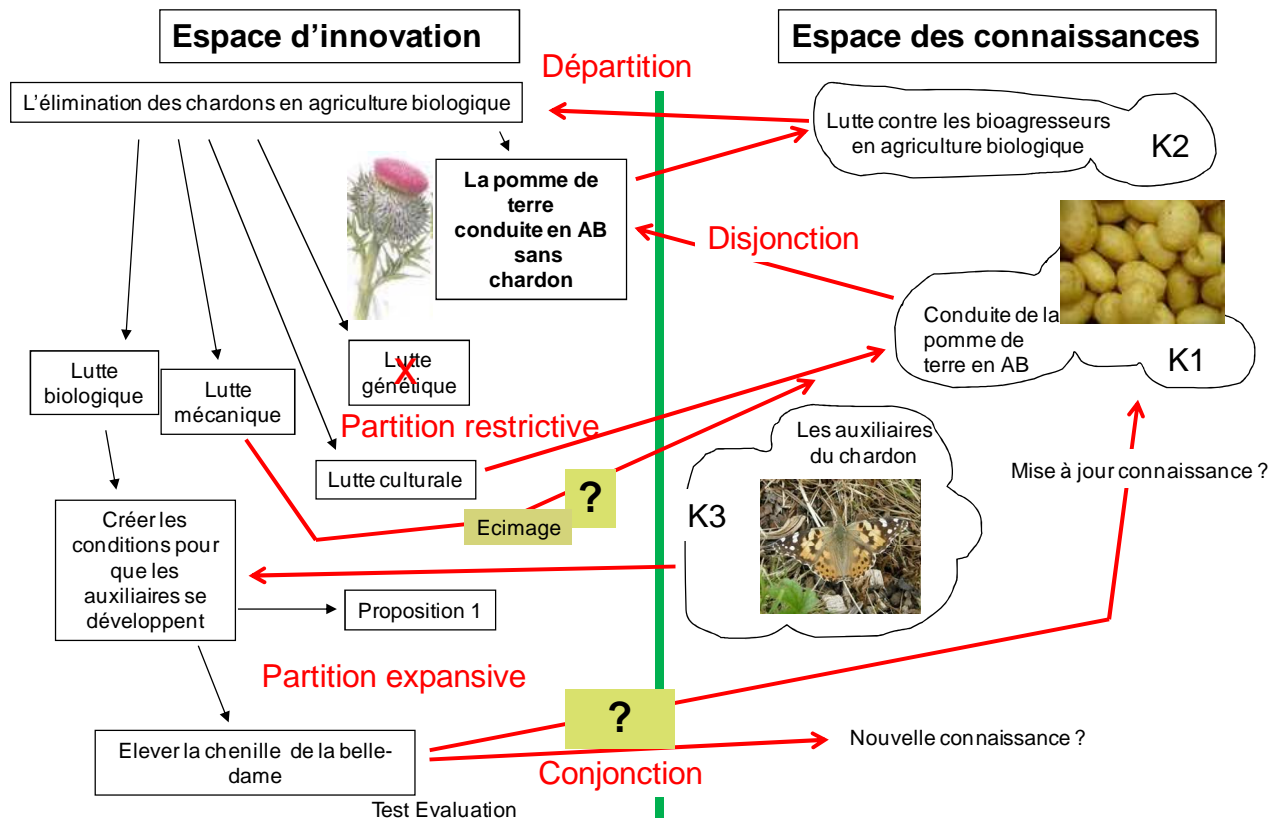 Espace d'innovation
Espace des connaissances
Départition
L'élimination des chardons en agriculture biologique
Lutte contre les bioagresseurs
en agriculture biologique
K2
La pomme de
terre
conduite en AB
sans
chardon
Disjonction
Conduite de la
pomme de
terre en AB
K1
Lutte
biologique
Lutte
mécanique
Lutte
génétique
X
Partition restrictive
Lutte culturale
?
Ecimage
Les auxiliaires
du chardon
K3
Mise à jour connaissance ?
Créer les
conditions pour
que les
auxiliaires se
développent
Proposition 1
Partition expansive
?
Elever la chenille de la belle-
dame
Nouvelle connaissance ?
Conjonction
Test Evaluation